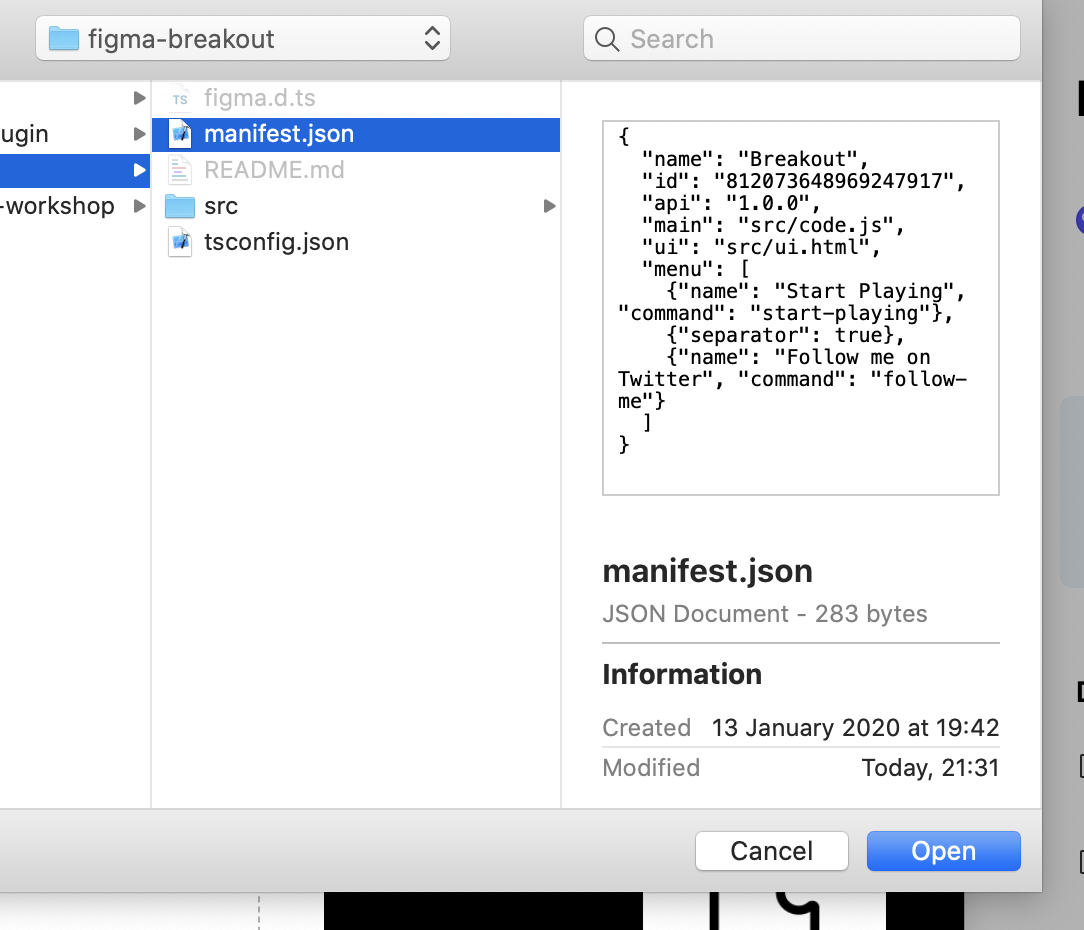 figma-breakout
Search
ugin
-workshop
TS figma.d.ts
manifest.json
README.md
src
tsconfig.json
{
"name": "Breakout",
"id": "812073648969247917",
"api": "1.0.0",
"main": "src/code.js",
"ui": "src/ui.html",
"menu": [
{"name": "Start Playing",
"command": "start-playing"},
{"separator": true},
{"name": "Follow me on
Twitter", "command": "follow-
me"}
]
}
manifest.json
JSON Document - 283 bytes
Information
Created 13 January 2020 at 19:42
Modified Today, 21:31
Cancel
Open